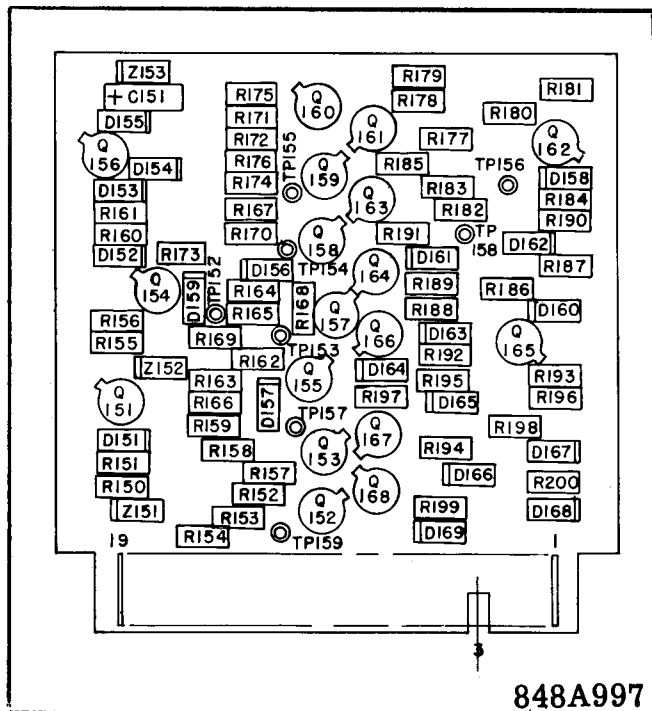 Z153
+ C151
D155
Q
156
D154
D153
R161
R160
D152
R173
Q
154
D159
TP152
R156
R155
Z152
Q
151
D151
R151
R150
Z151
R175
R171
R172
R176
R174
R167
R170
TP155
D156
R164
R165
R168
TP154
R169
TP153
R162
R163
R166
R159
R158
D157
R157
R152
R153
R154
TP157
TP159
Q
160
Q
161
Q
159
Q
163
Q
158
Q
164
Q
157
Q
166
Q
155
Q
167
Q
153
Q
168
Q
152
R179
R178
R177
R185
R183
R182
R191
D161
R189
R188
D163
R192
D164
R197
R195
D165
R194
D166
R199
D169
R181
R180
Q
162
TP156
TP
158
D158
R184
R190
D162
R187
R186
D160
Q
165
R193
R196
R198
D167
R200
D168
19
1
3
848A997